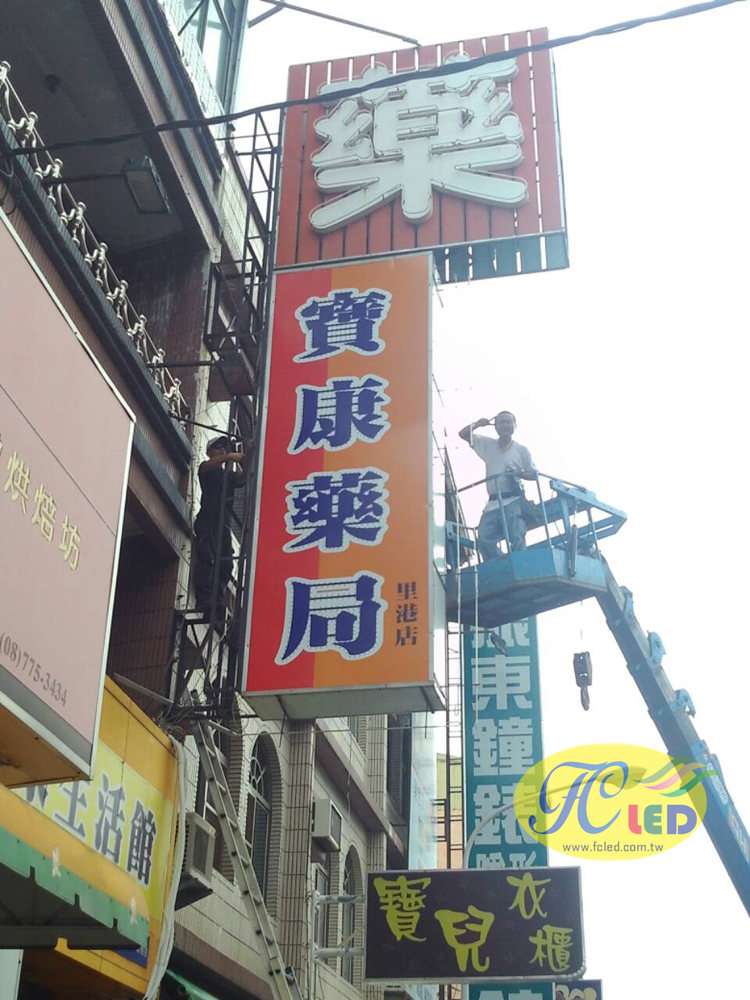 藥
寶康藥局
里港店
烘焙坊
(08)775-3434
生活館
東鐘錶
FC LED
www.fcled.com.tw
寶兒衣櫃